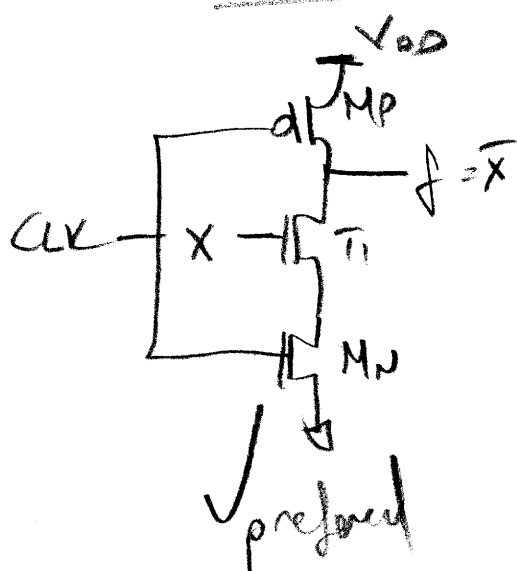 VDD
MP
f = X̄
CLK
X
T1
MN
✓ preferred